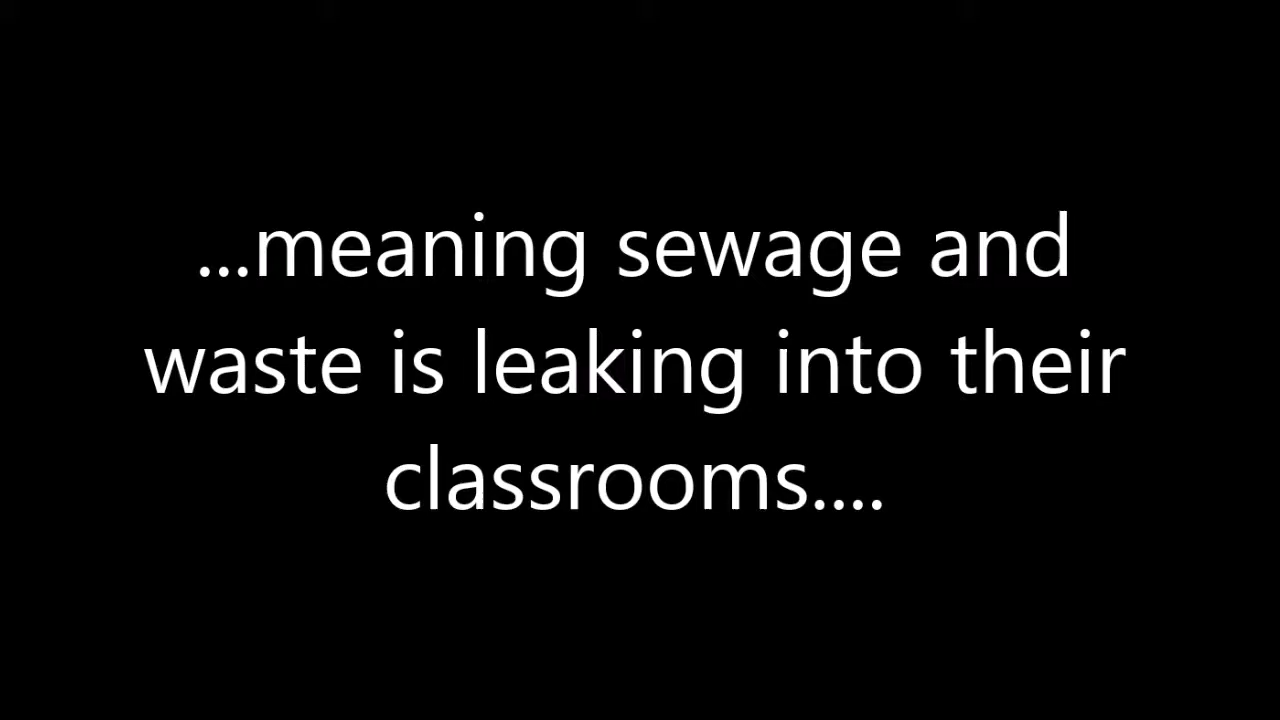 ...meaning sewage and
waste is leaking into their
classrooms....